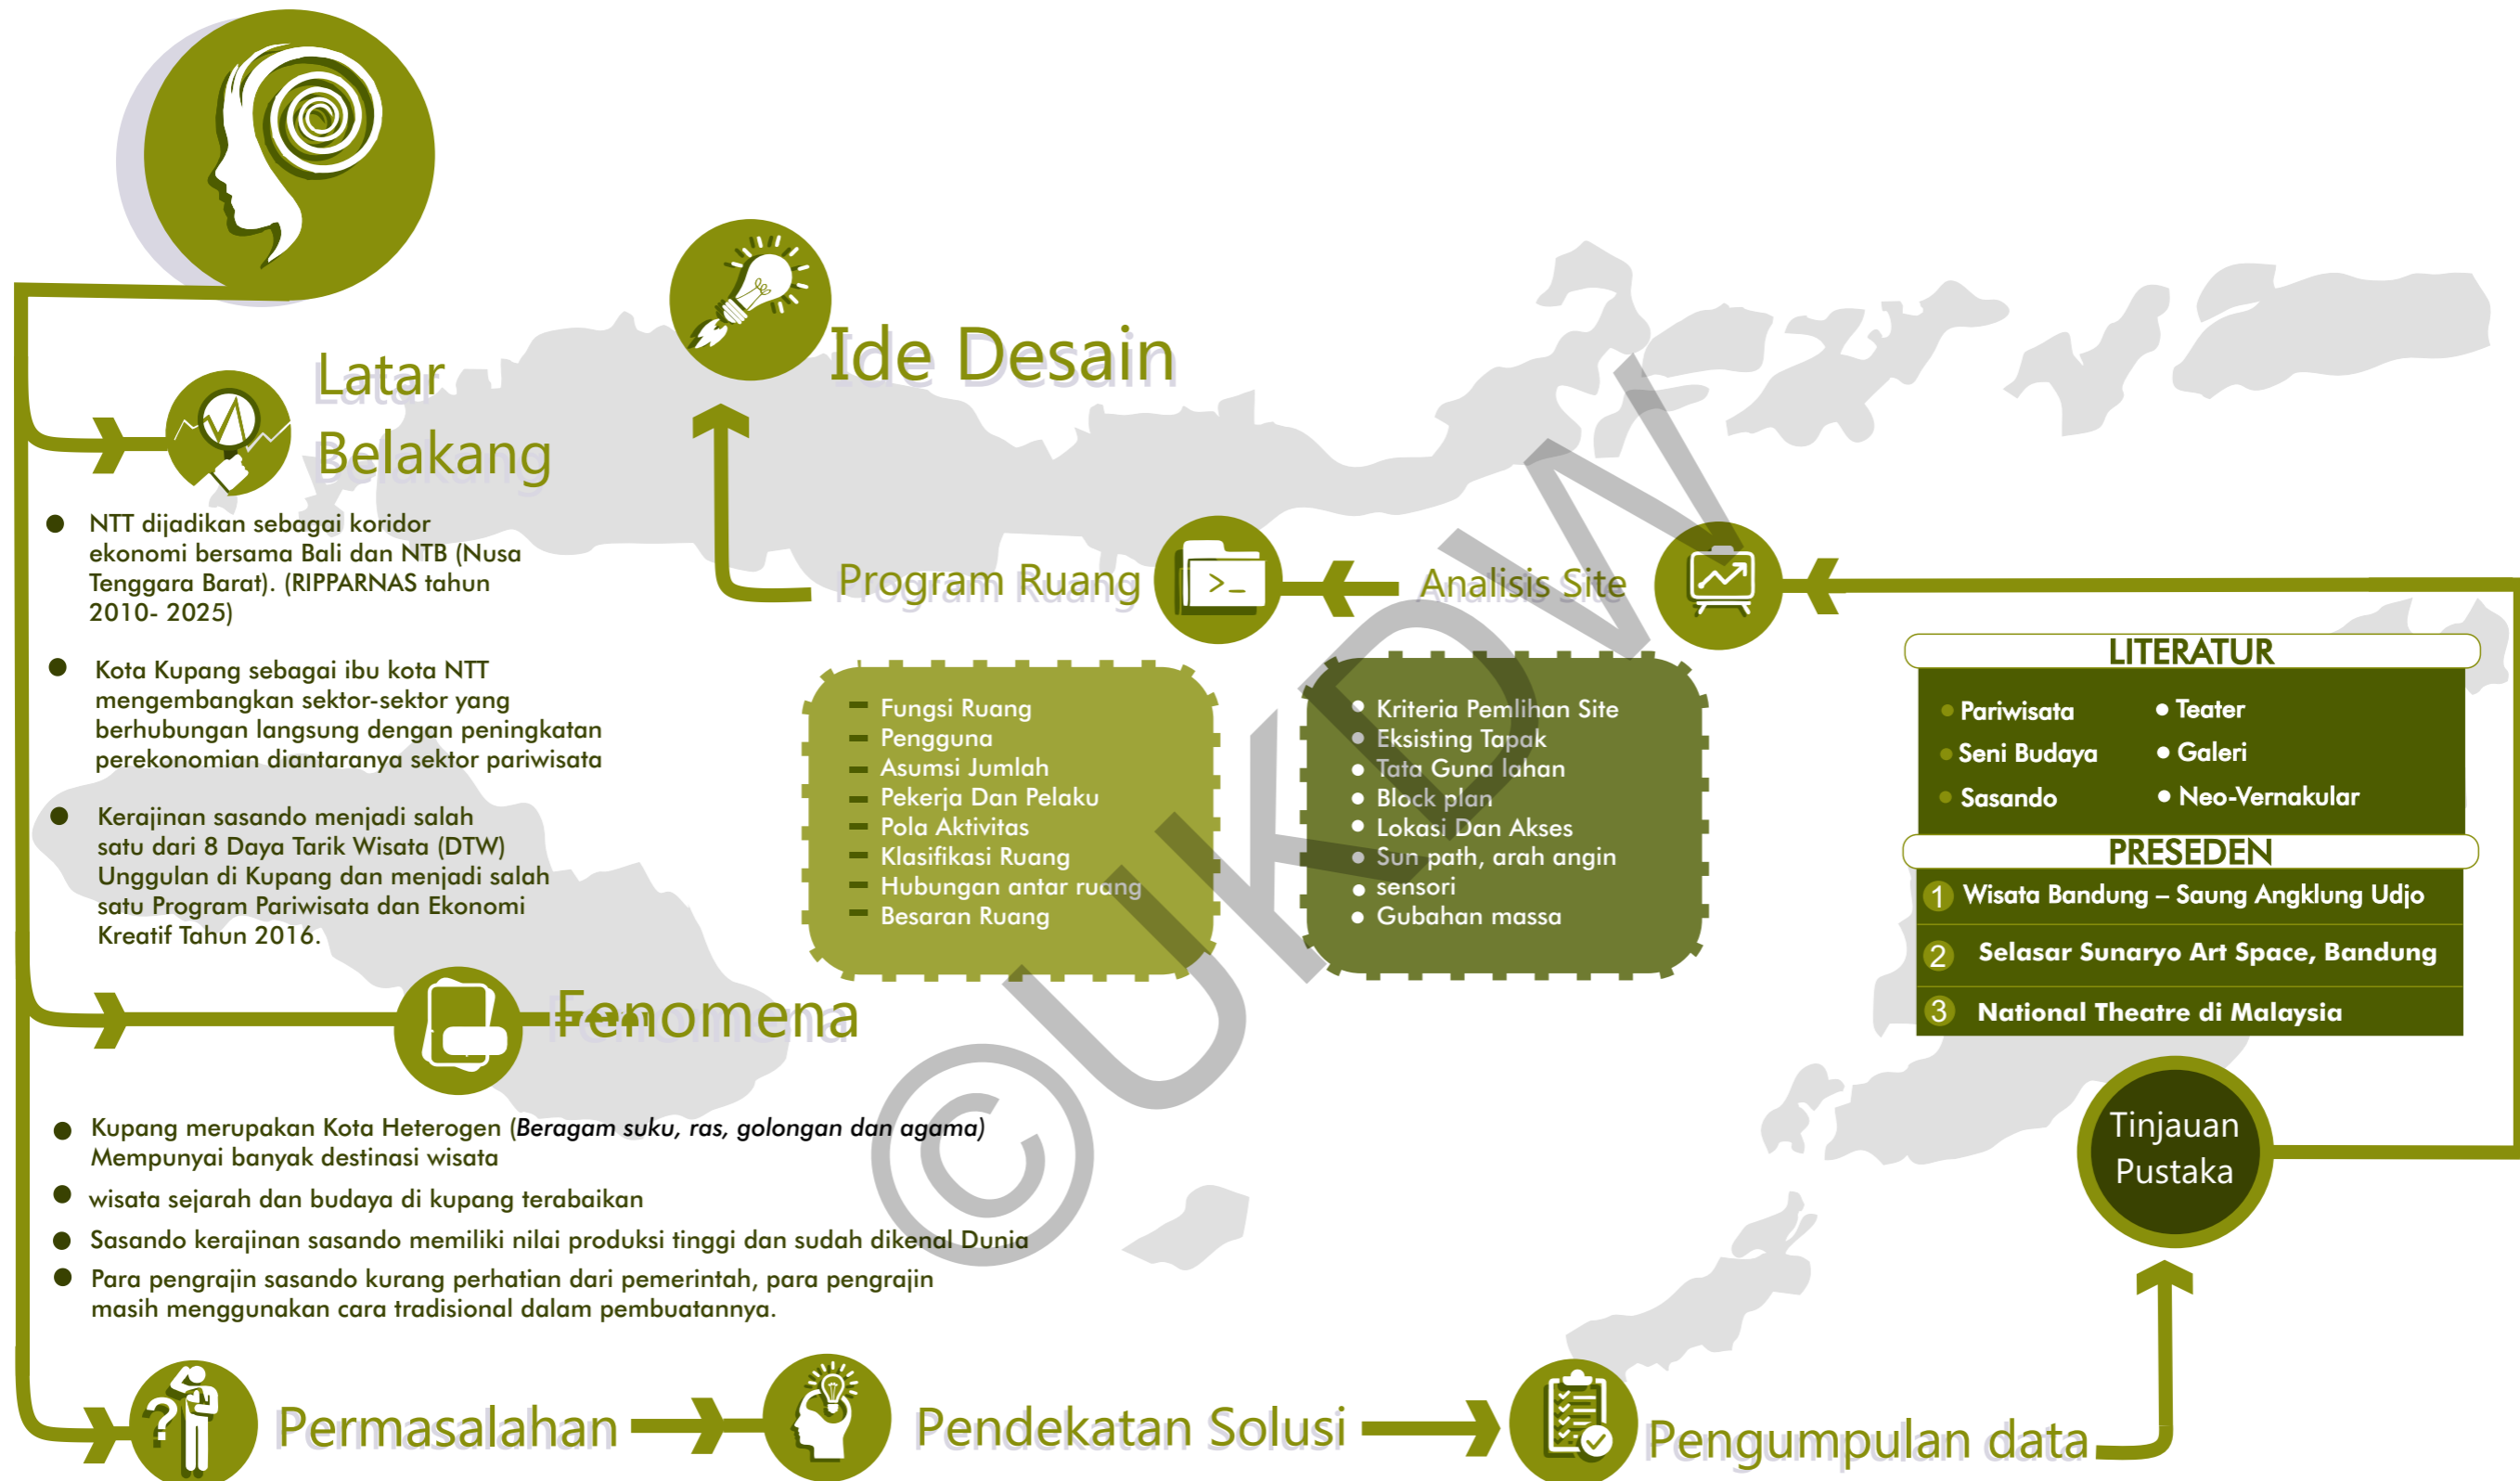 Latar
Belakang
NTT dijadikan sebagai koridor
ekonomi bersama Bali dan NTB (Nusa
Tenggara Barat). (RIPPARNAS tahun
2010- 2025)
Kota Kupang sebagai ibu kota NTT
mengembangkan sektor-sektor yang
berhubungan langsung dengan peningkatan
perekonomian diantaranya sektor pariwisata
Kerajinan sasando menjadi salah
satu dari 8 Daya Tarik Wisata (DTW)
Unggulan di Kupang dan menjadi salah
satu Program Pariwisata dan Ekonomi
Kreatif Tahun 2016.
Fenomena
Kupang merupakan Kota Heterogen (Beragam suku, ras, golongan dan agama)
Mempunyai banyak destinasi wisata
wisata sejarah dan budaya di kupang terabaikan
Sasando kerajinan sasando memiliki nilai produksi tinggi dan sudah dikenal Dunia
Para pengrajin sasando kurang perhatian dari pemerintah, para pengrajin
masih menggunakan cara tradisional dalam pembuatannya.
?
Permasalahan
Pendekatan Solusi
Pengumpulan data
Tinjauan
Pustaka
LITERATUR
Pariwisata
Seni Budaya
Sasando
Teater
Galeri
Neo-Vernakular
PRESEDEN
1 Wisata Bandung – Saung Angklung Udjo
2 Selasar Sunaryo Art Space, Bandung
3 National Theatre di Malaysia
Analisis Site
Kriteria Pemlihan Site
Eksisting Tapak
Tata Guna lahan
Block plan
Lokasi Dan Akses
Sun path, arah angin
sensori
Gubahan massa
Program Ruang
>_
Fungsi Ruang
Pengguna
Asumsi Jumlah
Pekerja Dan Pelaku
Pola Aktivitas
Klasifikasi Ruang
Hubungan antar ruang
Besaran Ruang
Ide Desain
©UKDW